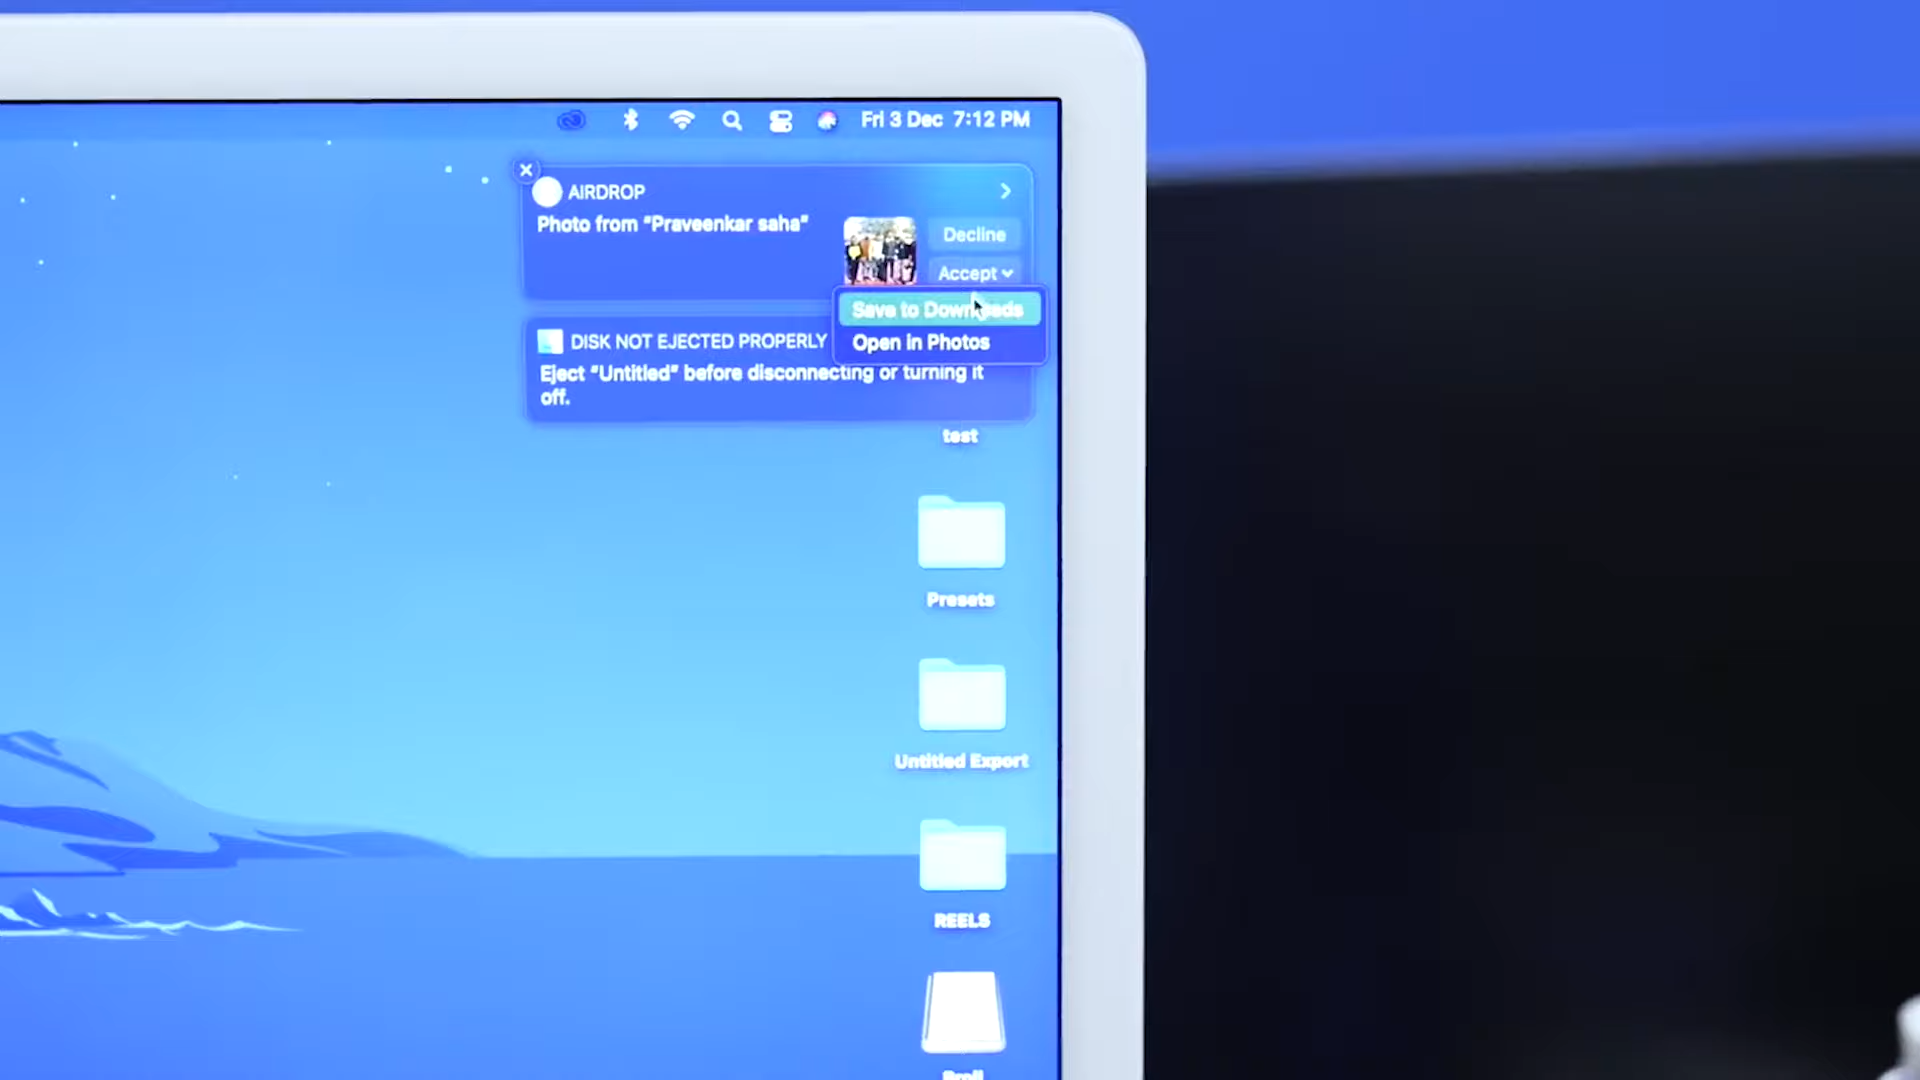 Fri 3 Dec 7:12 PM
AIRDROP
Photo from "Praveenkar saha"
Decline
Accept
Save to Downloads
Open in Photos
DISK NOT EJECTED PROPERLY
Eject "Untitled" before disconnecting or turning it
off.
test
Presets
Untitled Export
REELS